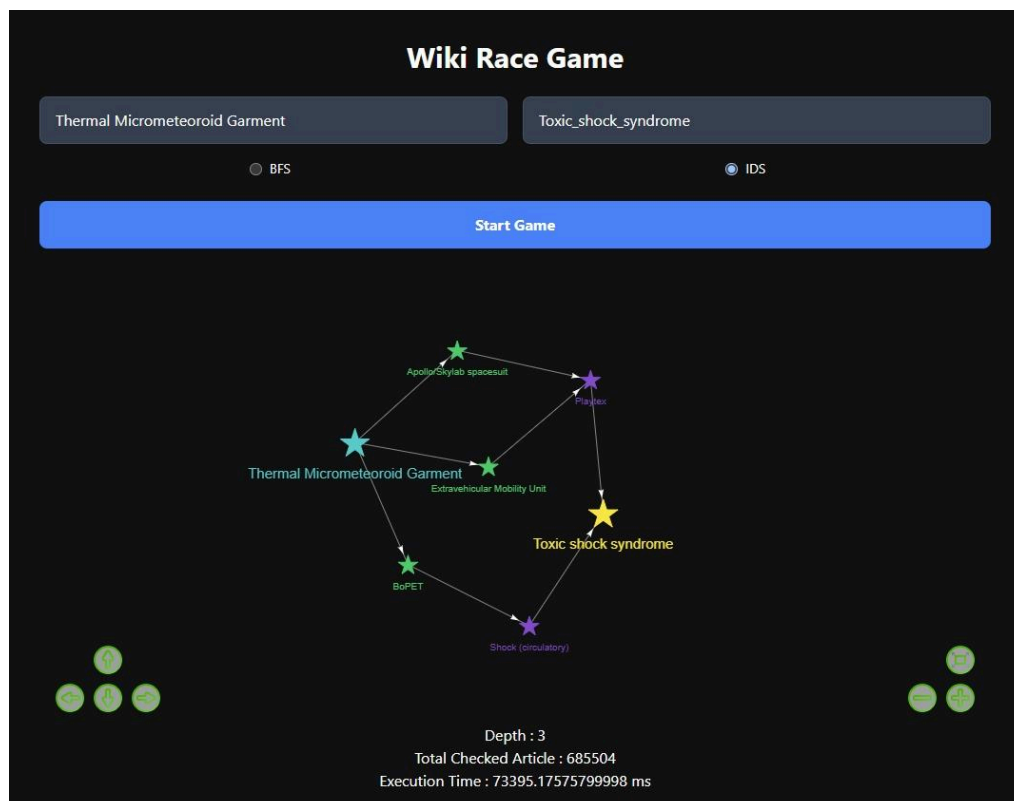 Wiki Race Game
Thermal Micrometeoroid Garment
Toxic_shock_syndrome
BFS
IDS
Start Game
Apollo/Skylab spacesuit
Playtex
Thermal Micrometeoroid Garment
Extravehicular Mobility Unit
Toxic shock syndrome
BoPET
Shock (circulatory)
Depth : 3
Total Checked Article : 685504
Execution Time : 73395.17575799998 ms